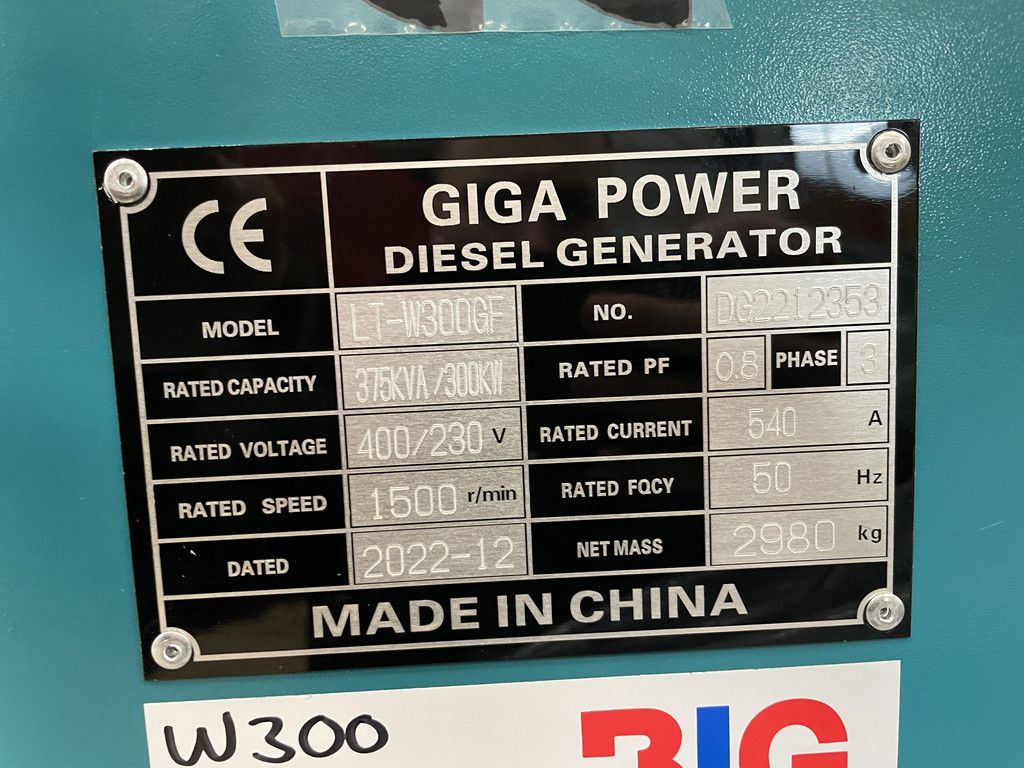 CE GIGA POWER
DIESEL GENERATOR
MODEL LT-W300GF NO. DG2212353
RATED CAPACITY 375KVA/300KW RATED PF 0.8 PHASE 3
RATED VOLTAGE 400/230 V RATED CURRENT 540 A
RATED SPEED 1500 r/min RATED FQCY 50 Hz
DATED 2022-12 NET MASS 2980 kg
MADE IN CHINA
W300 BIG